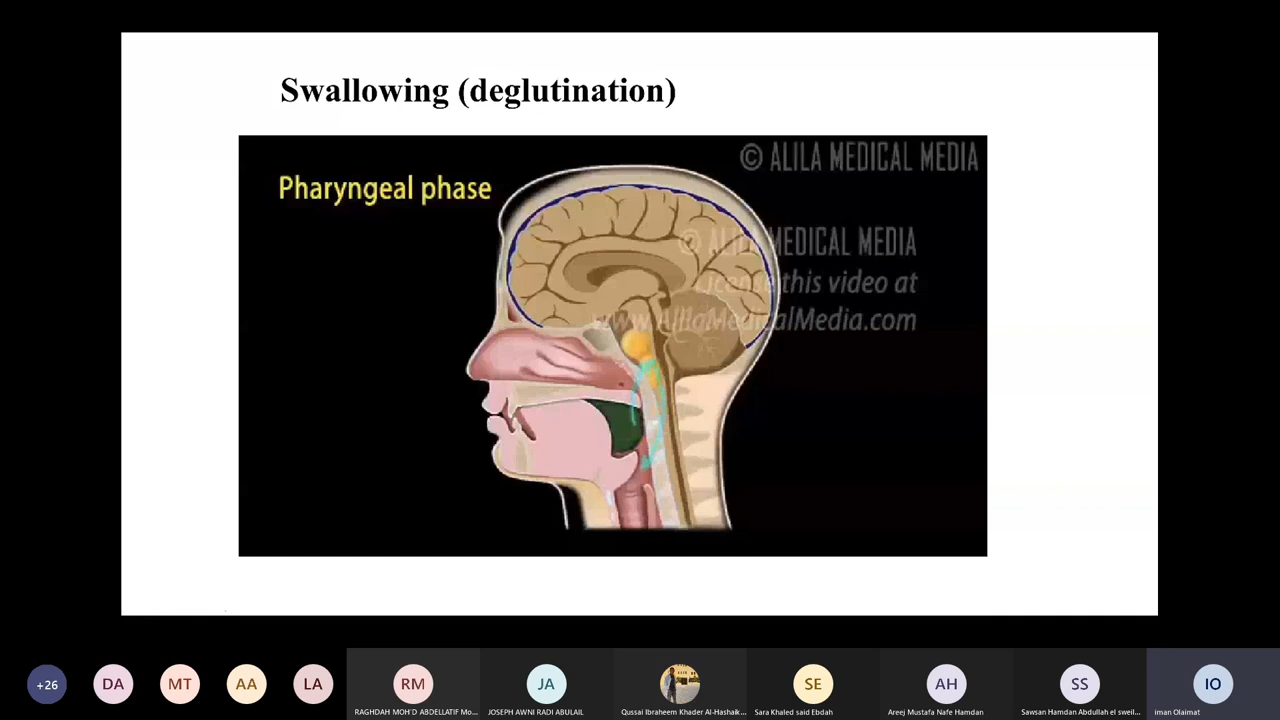 Swallowing (deglutination)
© ALILA MEDICAL MEDIA
Pharyngeal phase
© ALILA MEDICAL MEDIA
License this video at
www.AlilaMedicalMedia.com
+26
DA
MT
AA
LA
RM
JA
SE
AH
SS
IO
RAGHDAH MOH'D ABDELLATIF Mo...
JOSEPH AWNI RADI ABULAIL
Qussai Ibraheem Khader Al-Hashaik...
Sara Khaled said Ebdah
Areej Mustafa Nafe Hamdan
Sawsan Hamdan Abdullah el sweil...
iman Olaimat